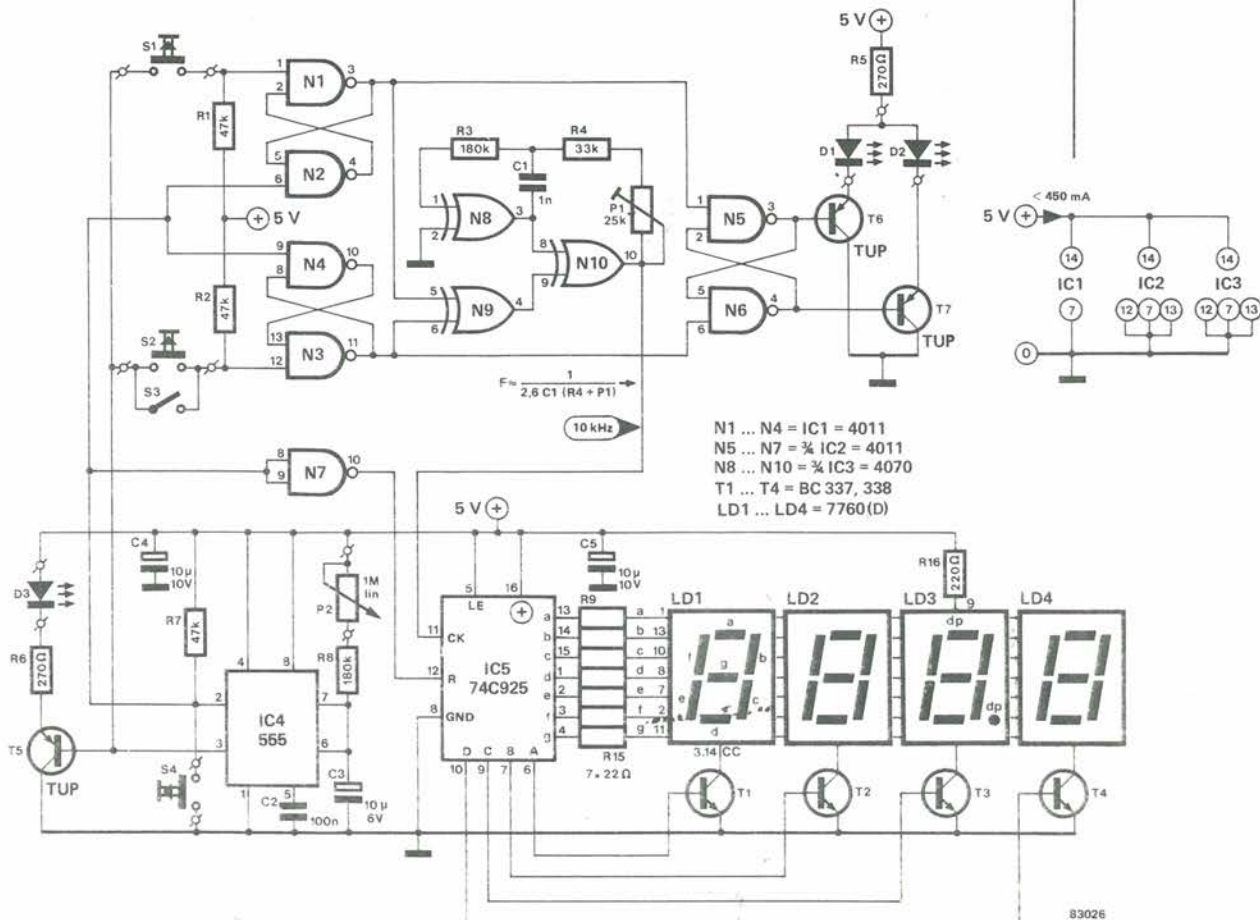 S1
1
2
N1
3
R1
47k
5
6
N2
4
5 V
9
8
N4
10
R2
47k
S2
S3
13
12
N3
11
R3
180k
R4
33k
C1
1n
P1
25k
1
2
N8
3
8
9
N10
10
5
6
N9
4
F ≈ 1 / 2,6 C1 (R4 + P1)
10 kHz
1
2
N5
3
5
6
N6
4
5 V
R5
270Ω
D1
D2
T6
TUP
T7
TUP
< 450 mA
5 V
14
14
14
IC1
IC2
IC3
7
12 7 13
12 7 13
0
N1 ... N4 = IC1 = 4011
N5 ... N7 = ¾ IC2 = 4011
N8 ... N10 = ¾ IC3 = 4070
T1 ... T4 = BC 337, 338
LD1 ... LD4 = 7760(D)
8
9
N7
10
5 V
C4
10µ
10V
D3
R6
270Ω
T5
TUP
R7
47k
S4
4
8
2
7
IC4
555
3
6
1
5
C2
100n
1M
lin
P2
R8
180k
C3
10µ
6V
C5
10µ
10V
5
16
LE
11
CK
12
R
8
GND
IC5
74C925
D
C
B
A
10
9
7
6
R9
a
13
a
1
b
14
b
13
c
15
c
10
d
1
d
8
e
2
e
7
f
3
f
2
g
4
g
11
R15
7 × 22Ω
R16
220Ω
9
LD1
LD2
LD3
LD4
a
f
b
g
e
c
d
dp
dp
3.14 CC
T1
T2
T3
T4
83026